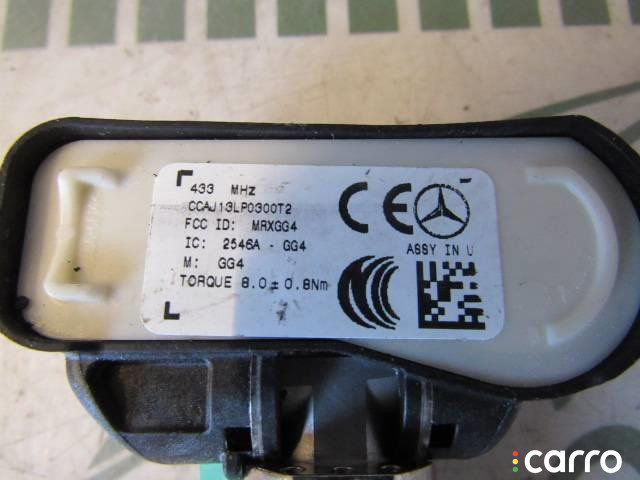 433 MHz
CCAJ13LP0300T2
FCC ID: MRXGG4
IC: 2546A - GG4
M: GG4
TORQUE 8.0 ± 0.8Nm
CE
ASSY IN U
carro